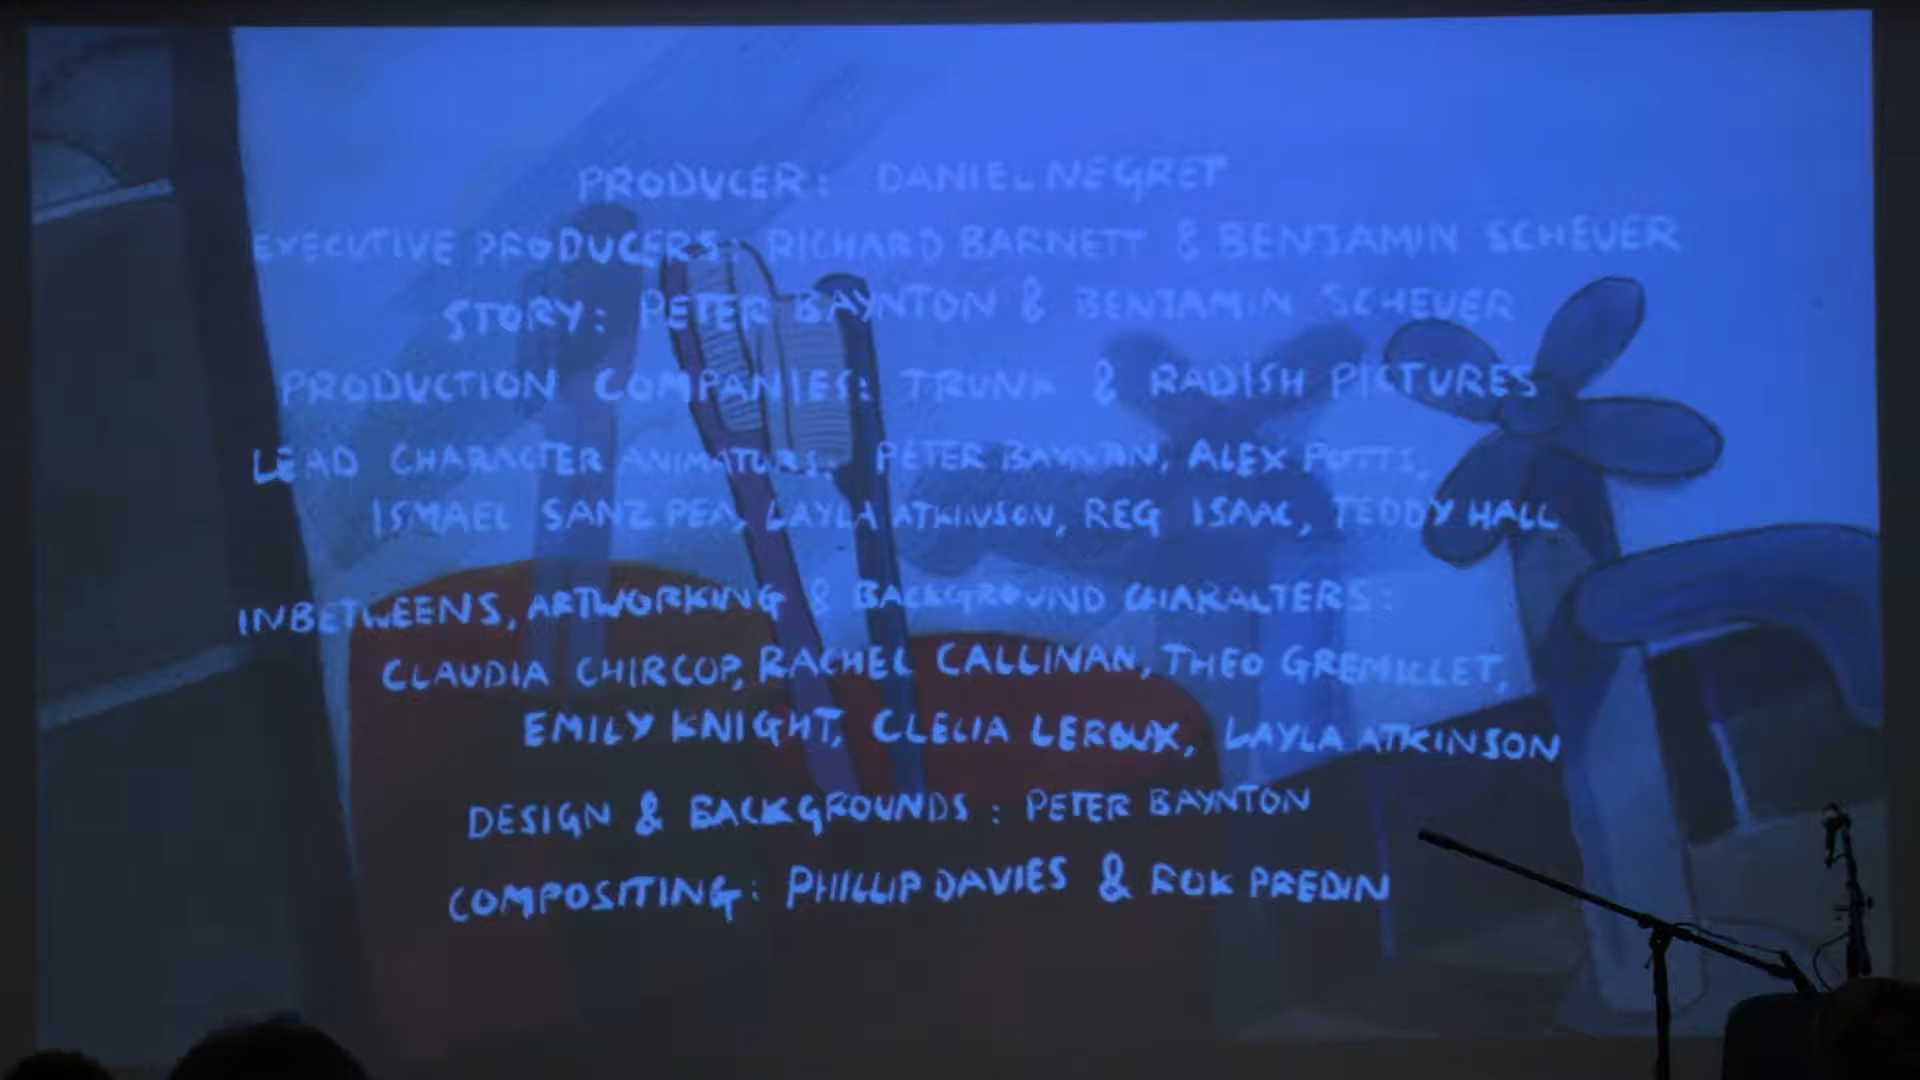 PRODUCER: DANIEL NEGRET
EXECUTIVE PRODUCERS: RICHARD BARNETT & BENJAMIN SCHEUER
STORY: PETER BAYNTON & BENJAMIN SCHEUER
PRODUCTION COMPANIES: TRUNK & RADISH PICTURES
LEAD CHARACTER ANIMATORS: PETER BAYNTON, ALEX POTTS,
ISMAEL SANZ PENA, LAYLA ATKINSON, REG ISAAC, TEDDY HALL
INBETWEENS, ARTWORKING & BACKGROUND CHARACTERS:
CLAUDIA CHIRCOP, RACHEL CALLINAN, THEO GREMILLET,
EMILY KNIGHT, CLELIA LEROUX, LAYLA ATKINSON
DESIGN & BACKGROUNDS: PETER BAYNTON
COMPOSITING: PHILLIP DAVIES & ROK PREDIN